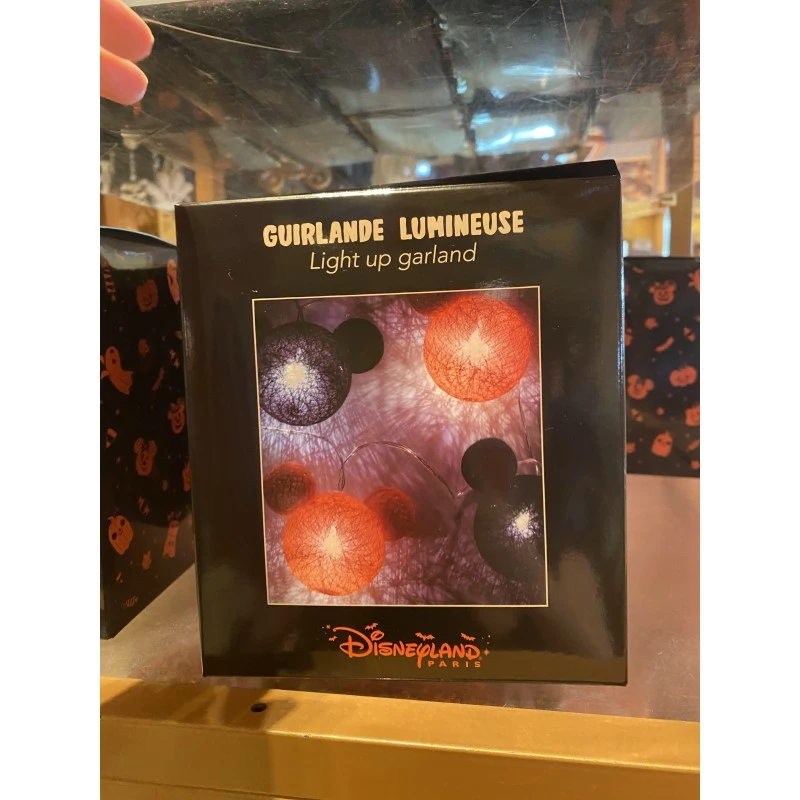 GUIRLANDE LUMINEUSE
Light up garland
DISNEYLAND
PARIS